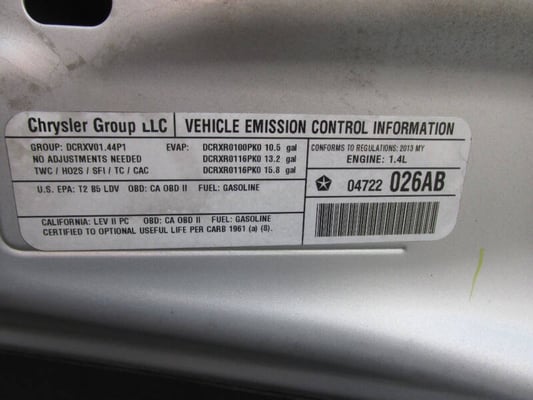 Chrysler Group LLC VEHICLE EMISSION CONTROL INFORMATION
GROUP: DCRXV01.44P1 EVAP: DCRXR0100PK0 10.5 gal
NO ADJUSTMENTS NEEDED DCRXR0116PK0 13.2 gal
TWC / HO2S / SFI / TC / CAC DCRXR0116PK0 15.8 gal
CONFORMS TO REGULATIONS: 2013 MY
ENGINE: 1.4L
U.S. EPA: T2 B5 LDV OBD: CA OBD II FUEL: GASOLINE
04722 026AB
CALIFORNIA: LEV II PC OBD: CA OBD II FUEL: GASOLINE
CERTIFIED TO OPTIONAL USEFUL LIFE PER CARB 1961 (a) (8).